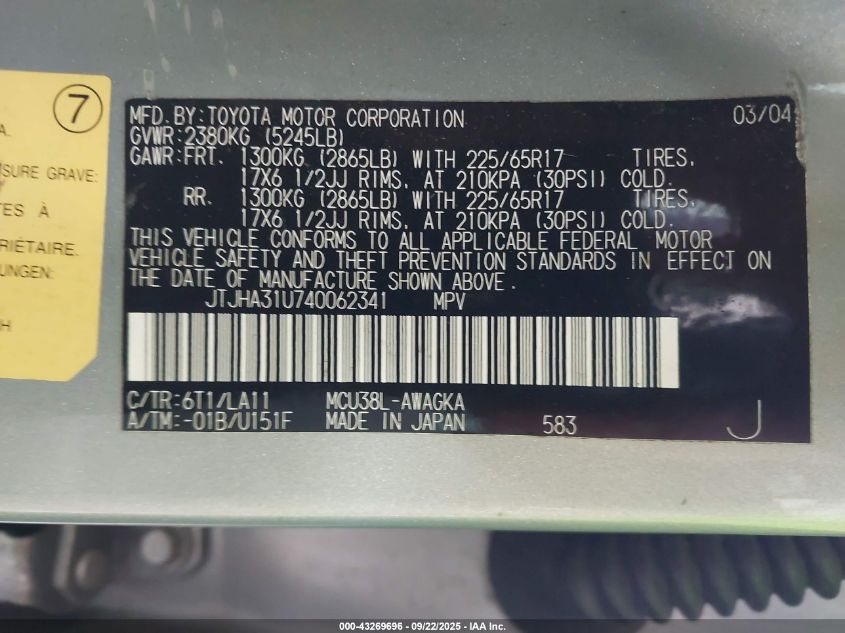 7
A.
SURE GRAVE:
TES À
RIÉTAIRE.
UNGEN:
H
MFD.BY:TOYOTA MOTOR CORPORATION 03/04
GVWR:2380KG (5245LB)
GAWR:FRT. 1300KG (2865LB) WITH 225/65R17 TIRES,
17X6 1/2JJ RIMS, AT 210KPA (30PSI) COLD.
RR. 1300KG (2865LB) WITH 225/65R17 TIRES,
17X6 1/2JJ RIMS, AT 210KPA (30PSI) COLD.
THIS VEHICLE CONFORMS TO ALL APPLICABLE FEDERAL MOTOR
VEHICLE SAFETY AND THEFT PREVENTION STANDARDS IN EFFECT ON
THE DATE OF MANUFACTURE SHOWN ABOVE.
JTJHA31U740062341 MPV
C/TR:6T1/LA11 MCU38L-AWAGKA
A/TM:-01B/U151F MADE IN JAPAN 583 J
000-43269696 - 09/22/2025 - IAA Inc.